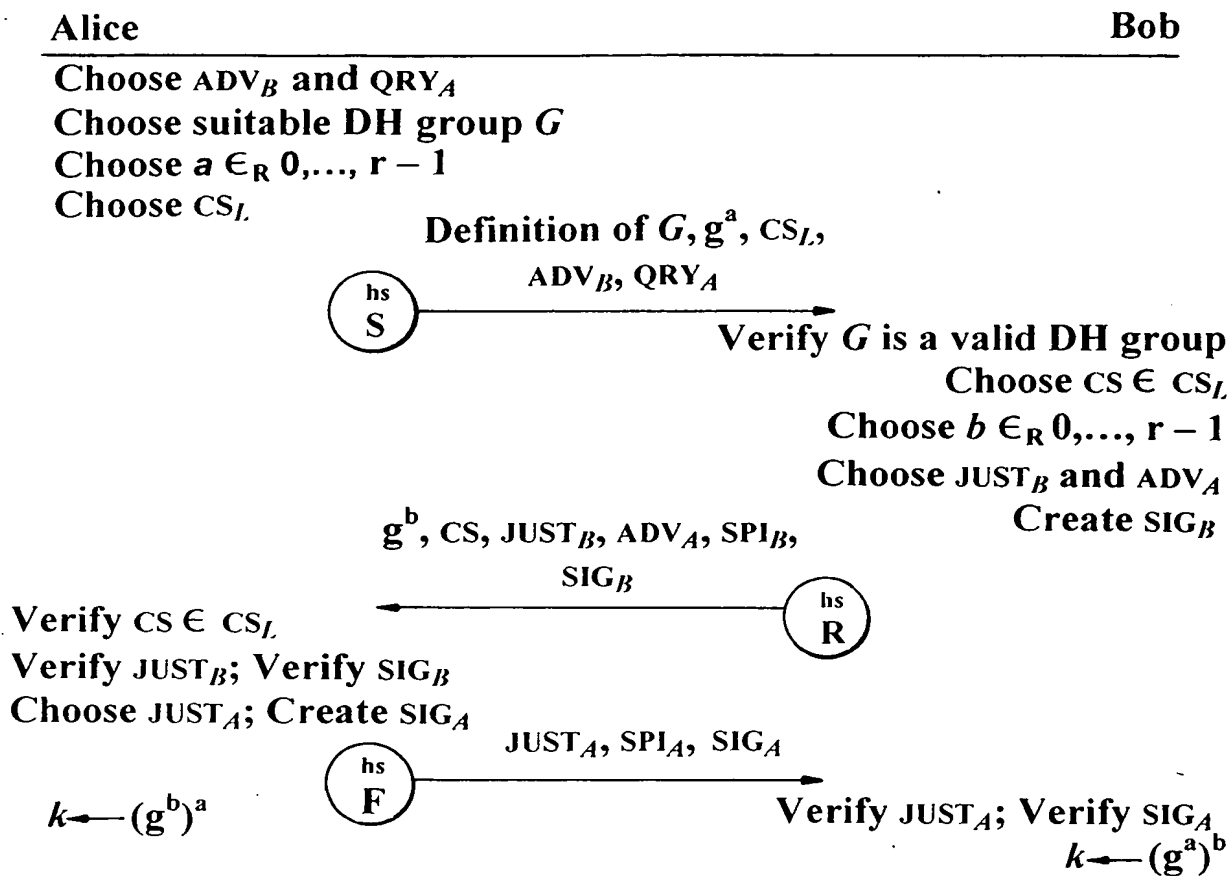 Alice Bob
Choose ADV_B and QRY_A
Choose suitable DH group G
Choose a ∈_R 0,..., r − 1
Choose CS_L
Definition of G, g^a, CS_L,
ADV_B, QRY_A
hs
S
Verify G is a valid DH group
Choose CS ∈ CS_L
Choose b ∈_R 0,..., r − 1
Choose JUST_B and ADV_A
Create SIG_B
g^b, CS, JUST_B, ADV_A, SPI_B,
SIG_B
hs
R
Verify CS ∈ CS_L
Verify JUST_B; Verify SIG_B
Choose JUST_A; Create SIG_A
JUST_A, SPI_A, SIG_A
hs
F
Verify JUST_A; Verify SIG_A
k ← (g^b)^a
k ← (g^a)^b